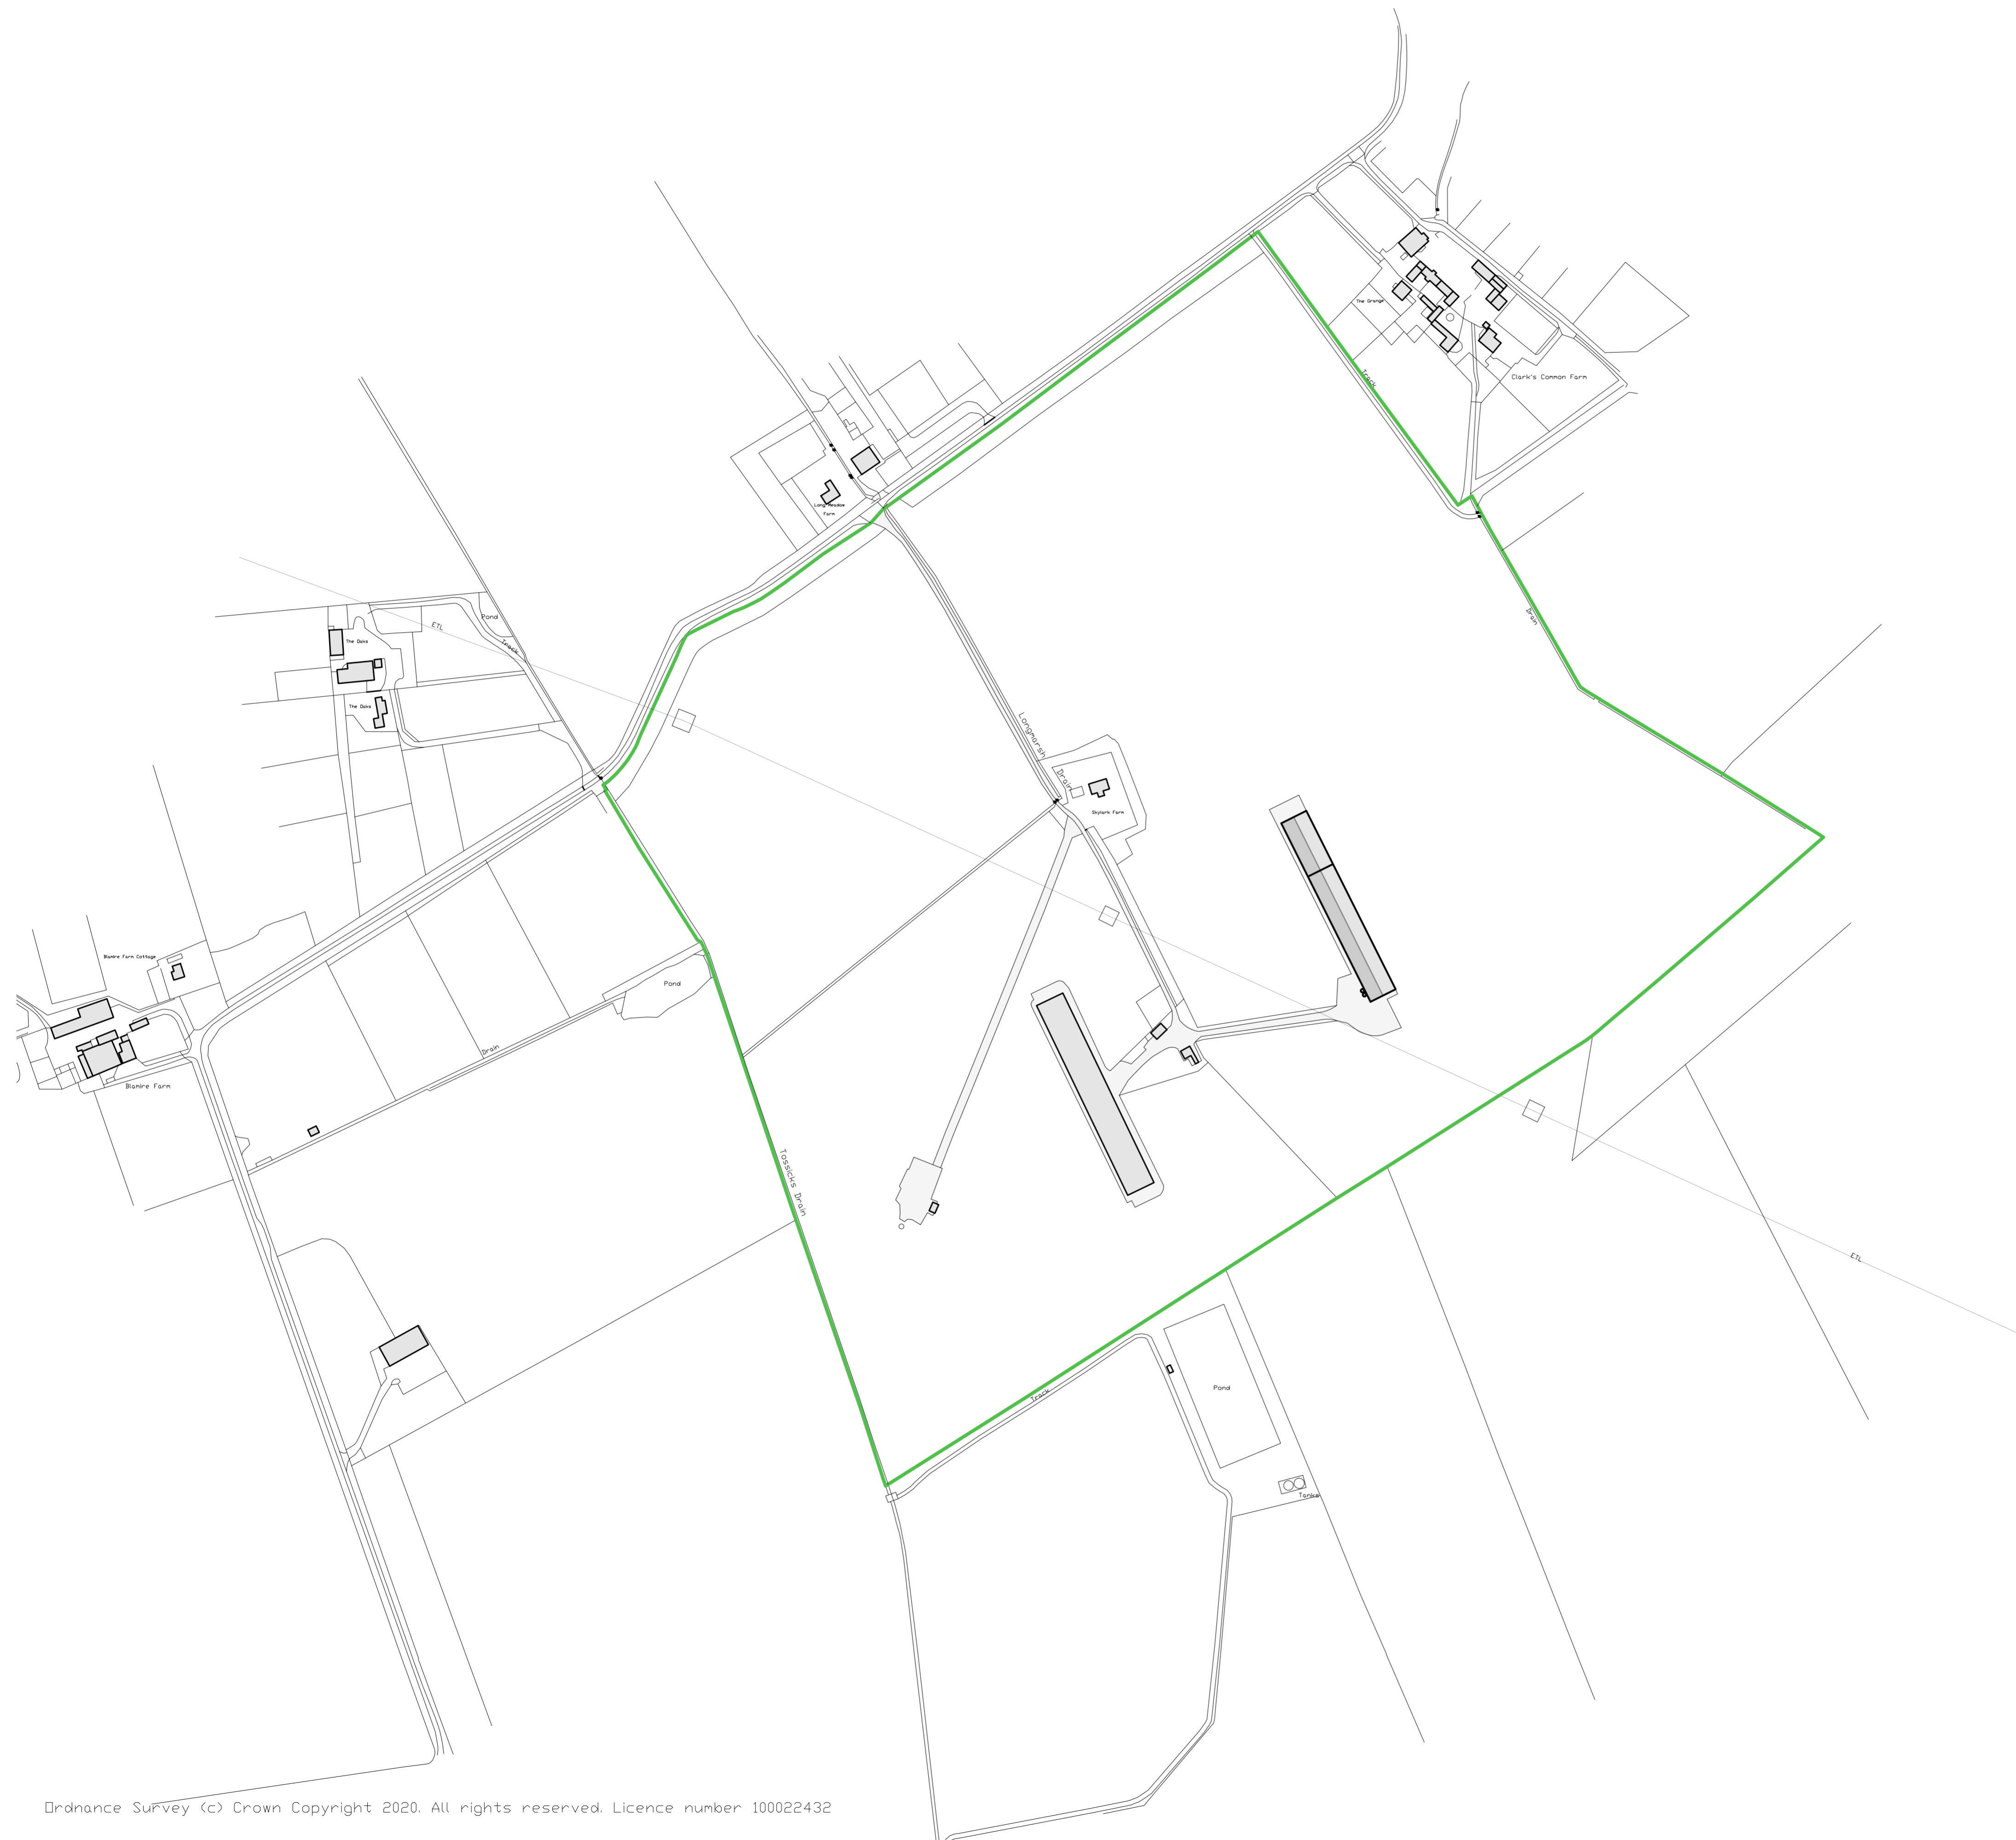 The Grange
Track
Clark's Common Farm
Long Meadow
Farm
Drain
Pond
ETL
Track
The Oaks
The Oaks
Longmarsh
Drain
Skylark Farm
Blamire Farm Cottage
Pond
Drain
Blamire Farm
Tossicks Drain
ETL
Track
Pond
Tanks
Ordnance Survey (c) Crown Copyright 2020. All rights reserved. Licence number 100022432